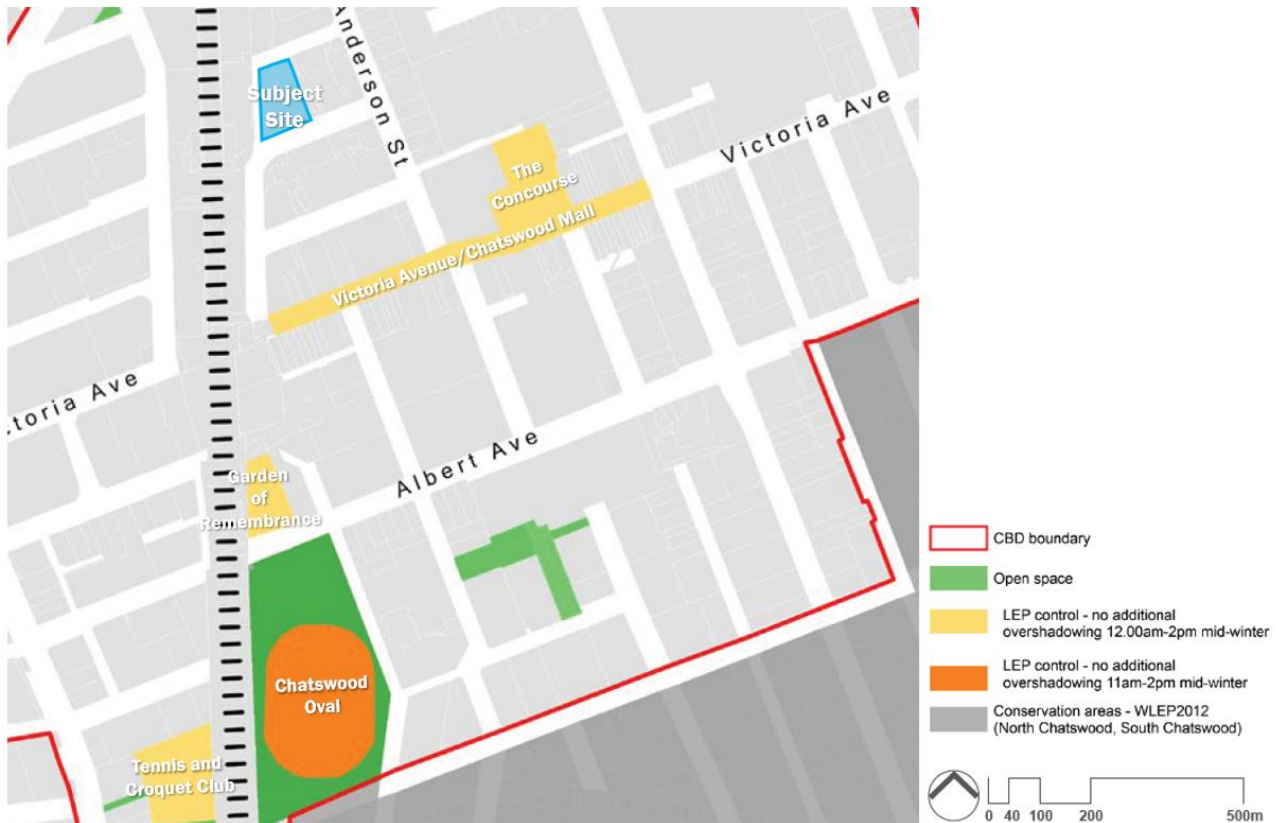 Anderson St
Subject
Site
Victoria Ave
The
Concourse
Victoria Avenue/Chatswood Mall
ctoria Ave
Albert Ave
Garden
of
Remembrance
Chatswood
Oval
Tennis and
Croquet Club
CBD boundary
Open space
LEP control - no additional
overshadowing 12.00am-2pm mid-winter
LEP control - no additional
overshadowing 11am-2pm mid-winter
Conservation areas - WLEP2012
(North Chatswood, South Chatswood)
0 40 100 200 500m